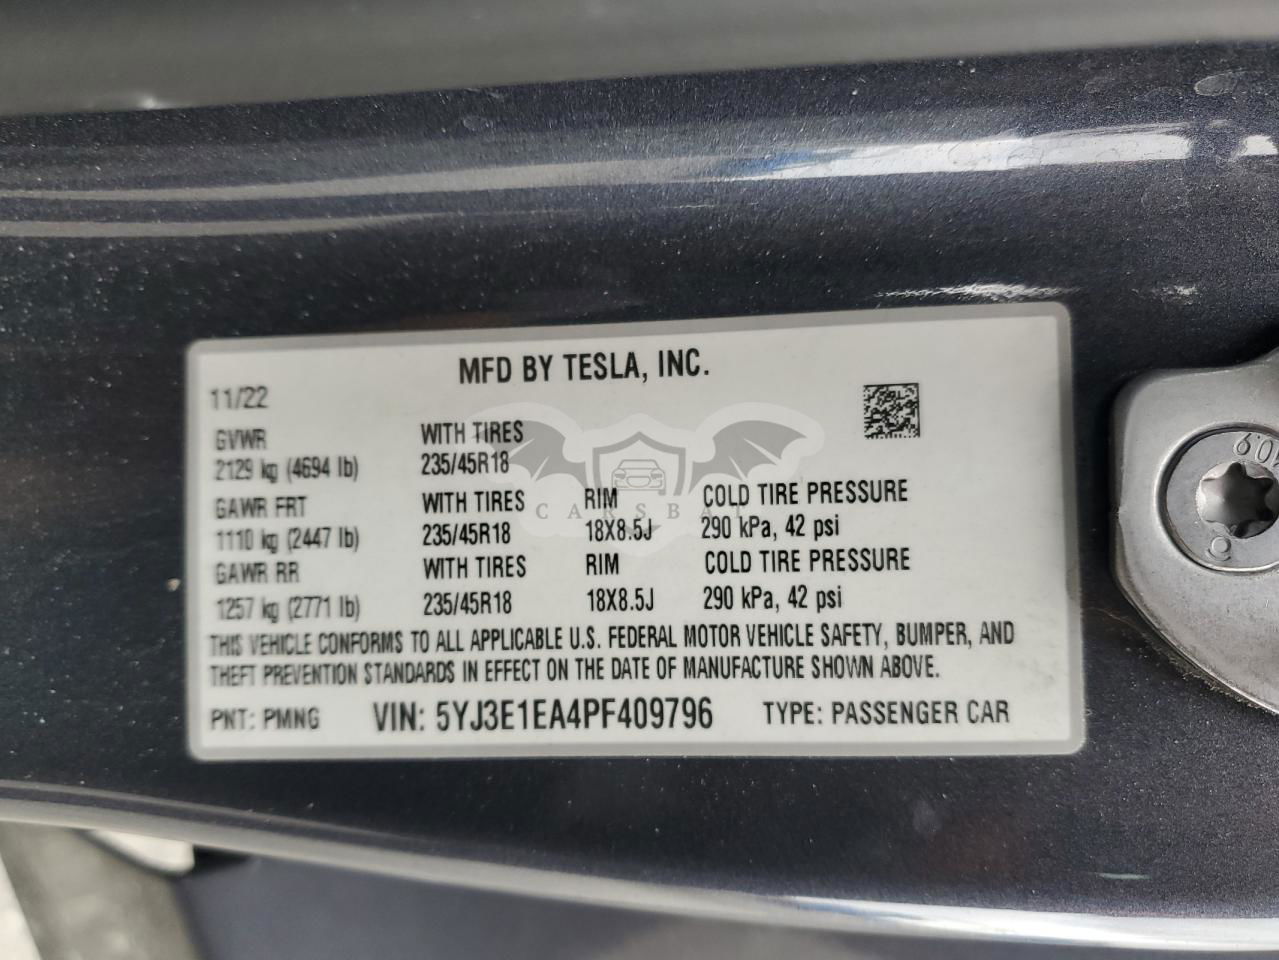 MFD BY TESLA, INC.
11/22
GVWR WITH TIRES
2129 kg (4694 lb) 235/45R18
GAWR FRT WITH TIRES RIM COLD TIRE PRESSURE
1110 kg (2447 lb) 235/45R18 18X8.5J 290 kPa, 42 psi
GAWR RR WITH TIRES RIM COLD TIRE PRESSURE
1257 kg (2771 lb) 235/45R18 18X8.5J 290 kPa, 42 psi
THIS VEHICLE CONFORMS TO ALL APPLICABLE U.S. FEDERAL MOTOR VEHICLE SAFETY, BUMPER, AND
THEFT PREVENTION STANDARDS IN EFFECT ON THE DATE OF MANUFACTURE SHOWN ABOVE.
PNT: PMNG VIN: 5YJ3E1EA4PF409796 TYPE: PASSENGER CAR
CARSBAT
10.9